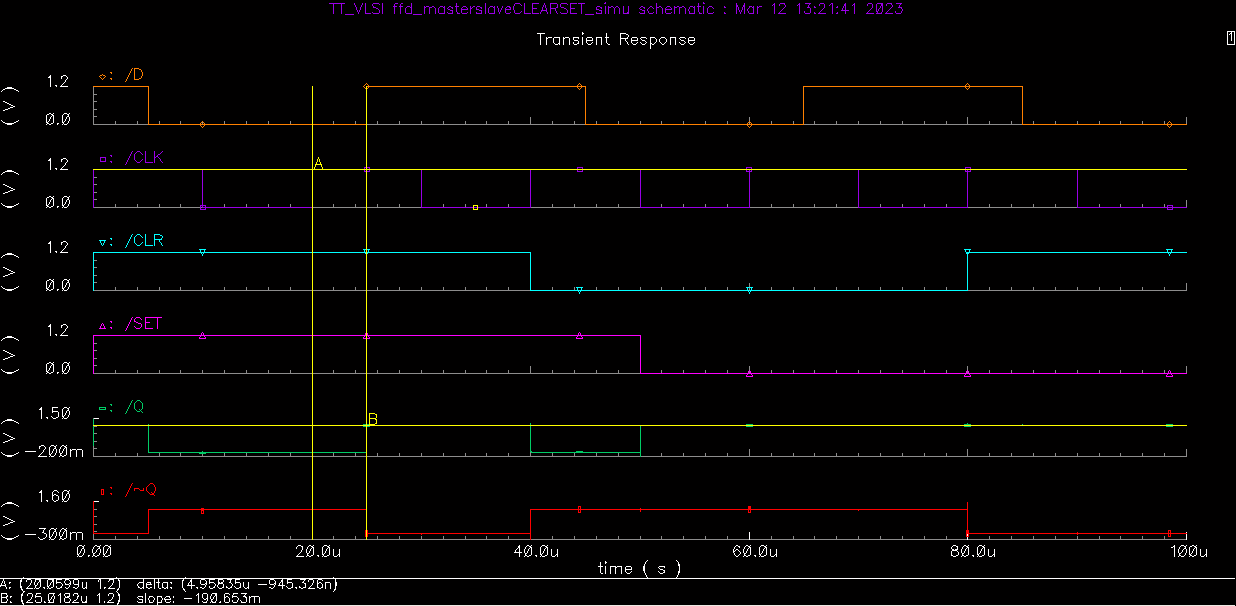 TT_VLSI ffd_masterslaveCLEARSET_simu schematic : Mar 12 13:21:41 2023
Transient Response
1
: /D
1.2
0.0
(V)
: /CLK
1.2
0.0
(V)
A
: /CLR
1.2
0.0
(V)
: /SET
1.2
0.0
(V)
: /Q
1.50
-200m
(V)
B
: /~Q
1.60
-300m
(V)
0.00 20.0u 40.0u 60.0u 80.0u 100u
time ( s )
A: (20.0599u 1.2) delta: (4.95835u -945.326n)
B: (25.0182u 1.2) slope: -190.653m